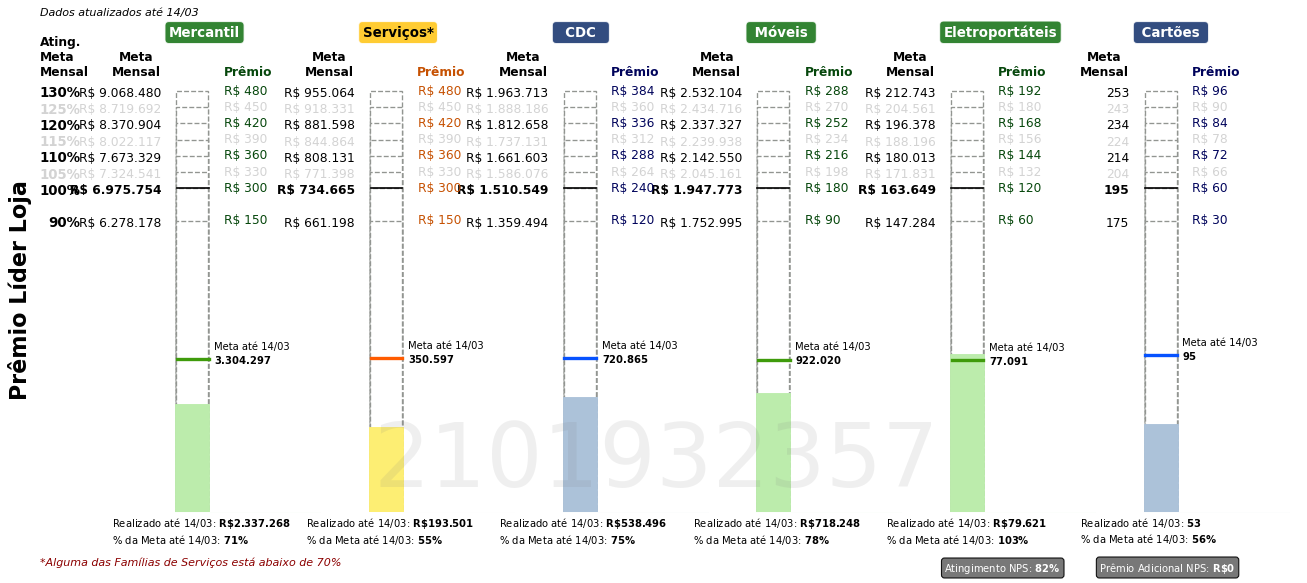 Dados atualizados até 14/03
Mercantil Serviços* CDC Móveis Eletroportáteis Cartões
Ating.
Meta Meta Meta Meta Meta Meta Meta
Mensal Mensal Prêmio Mensal Prêmio Mensal Prêmio Mensal Prêmio Mensal Prêmio Mensal Prêmio
130% R$ 9.068.480 R$ 480 R$ 955.064 R$ 480 R$ 1.963.713 R$ 384 R$ 2.532.104 R$ 288 R$ 212.743 R$ 192 253 R$ 96
125% R$ 8.719.692 R$ 450 R$ 918.331 R$ 450 R$ 1.888.186 R$ 360 R$ 2.434.716 R$ 270 R$ 204.561 R$ 180 243 R$ 90
120% R$ 8.370.904 R$ 420 R$ 881.598 R$ 420 R$ 1.812.658 R$ 336 R$ 2.337.327 R$ 252 R$ 196.378 R$ 168 234 R$ 84
115% R$ 8.022.117 R$ 390 R$ 844.864 R$ 390 R$ 1.737.131 R$ 312 R$ 2.239.938 R$ 234 R$ 188.196 R$ 156 224 R$ 78
110% R$ 7.673.329 R$ 360 R$ 808.131 R$ 360 R$ 1.661.603 R$ 288 R$ 2.142.550 R$ 216 R$ 180.013 R$ 144 214 R$ 72
105% R$ 7.324.541 R$ 330 R$ 771.398 R$ 330 R$ 1.586.076 R$ 264 R$ 2.045.161 R$ 198 R$ 171.831 R$ 132 204 R$ 66
100% R$ 6.975.754 R$ 300 R$ 734.665 R$ 300 R$ 1.510.549 R$ 240 R$ 1.947.773 R$ 180 R$ 163.649 R$ 120 195 R$ 60
90% R$ 6.278.178 R$ 150 R$ 661.198 R$ 150 R$ 1.359.494 R$ 120 R$ 1.752.995 R$ 90 R$ 147.284 R$ 60 175 R$ 30
Prêmio Líder Loja
Meta até 14/03 Meta até 14/03 Meta até 14/03 Meta até 14/03 Meta até 14/03 Meta até 14/03
3.304.297 350.597 720.865 922.020 77.091 95
2101932357
Realizado até 14/03: R$2.337.268 Realizado até 14/03: R$193.501 Realizado até 14/03: R$538.496 Realizado até 14/03: R$718.248 Realizado até 14/03: R$79.621 Realizado até 14/03: 53
% da Meta até 14/03: 71% % da Meta até 14/03: 55% % da Meta até 14/03: 75% % da Meta até 14/03: 78% % da Meta até 14/03: 103% % da Meta até 14/03: 56%
*Alguma das Famílias de Serviços está abaixo de 70%
Atingimento NPS: 82% Prêmio Adicional NPS: R$0